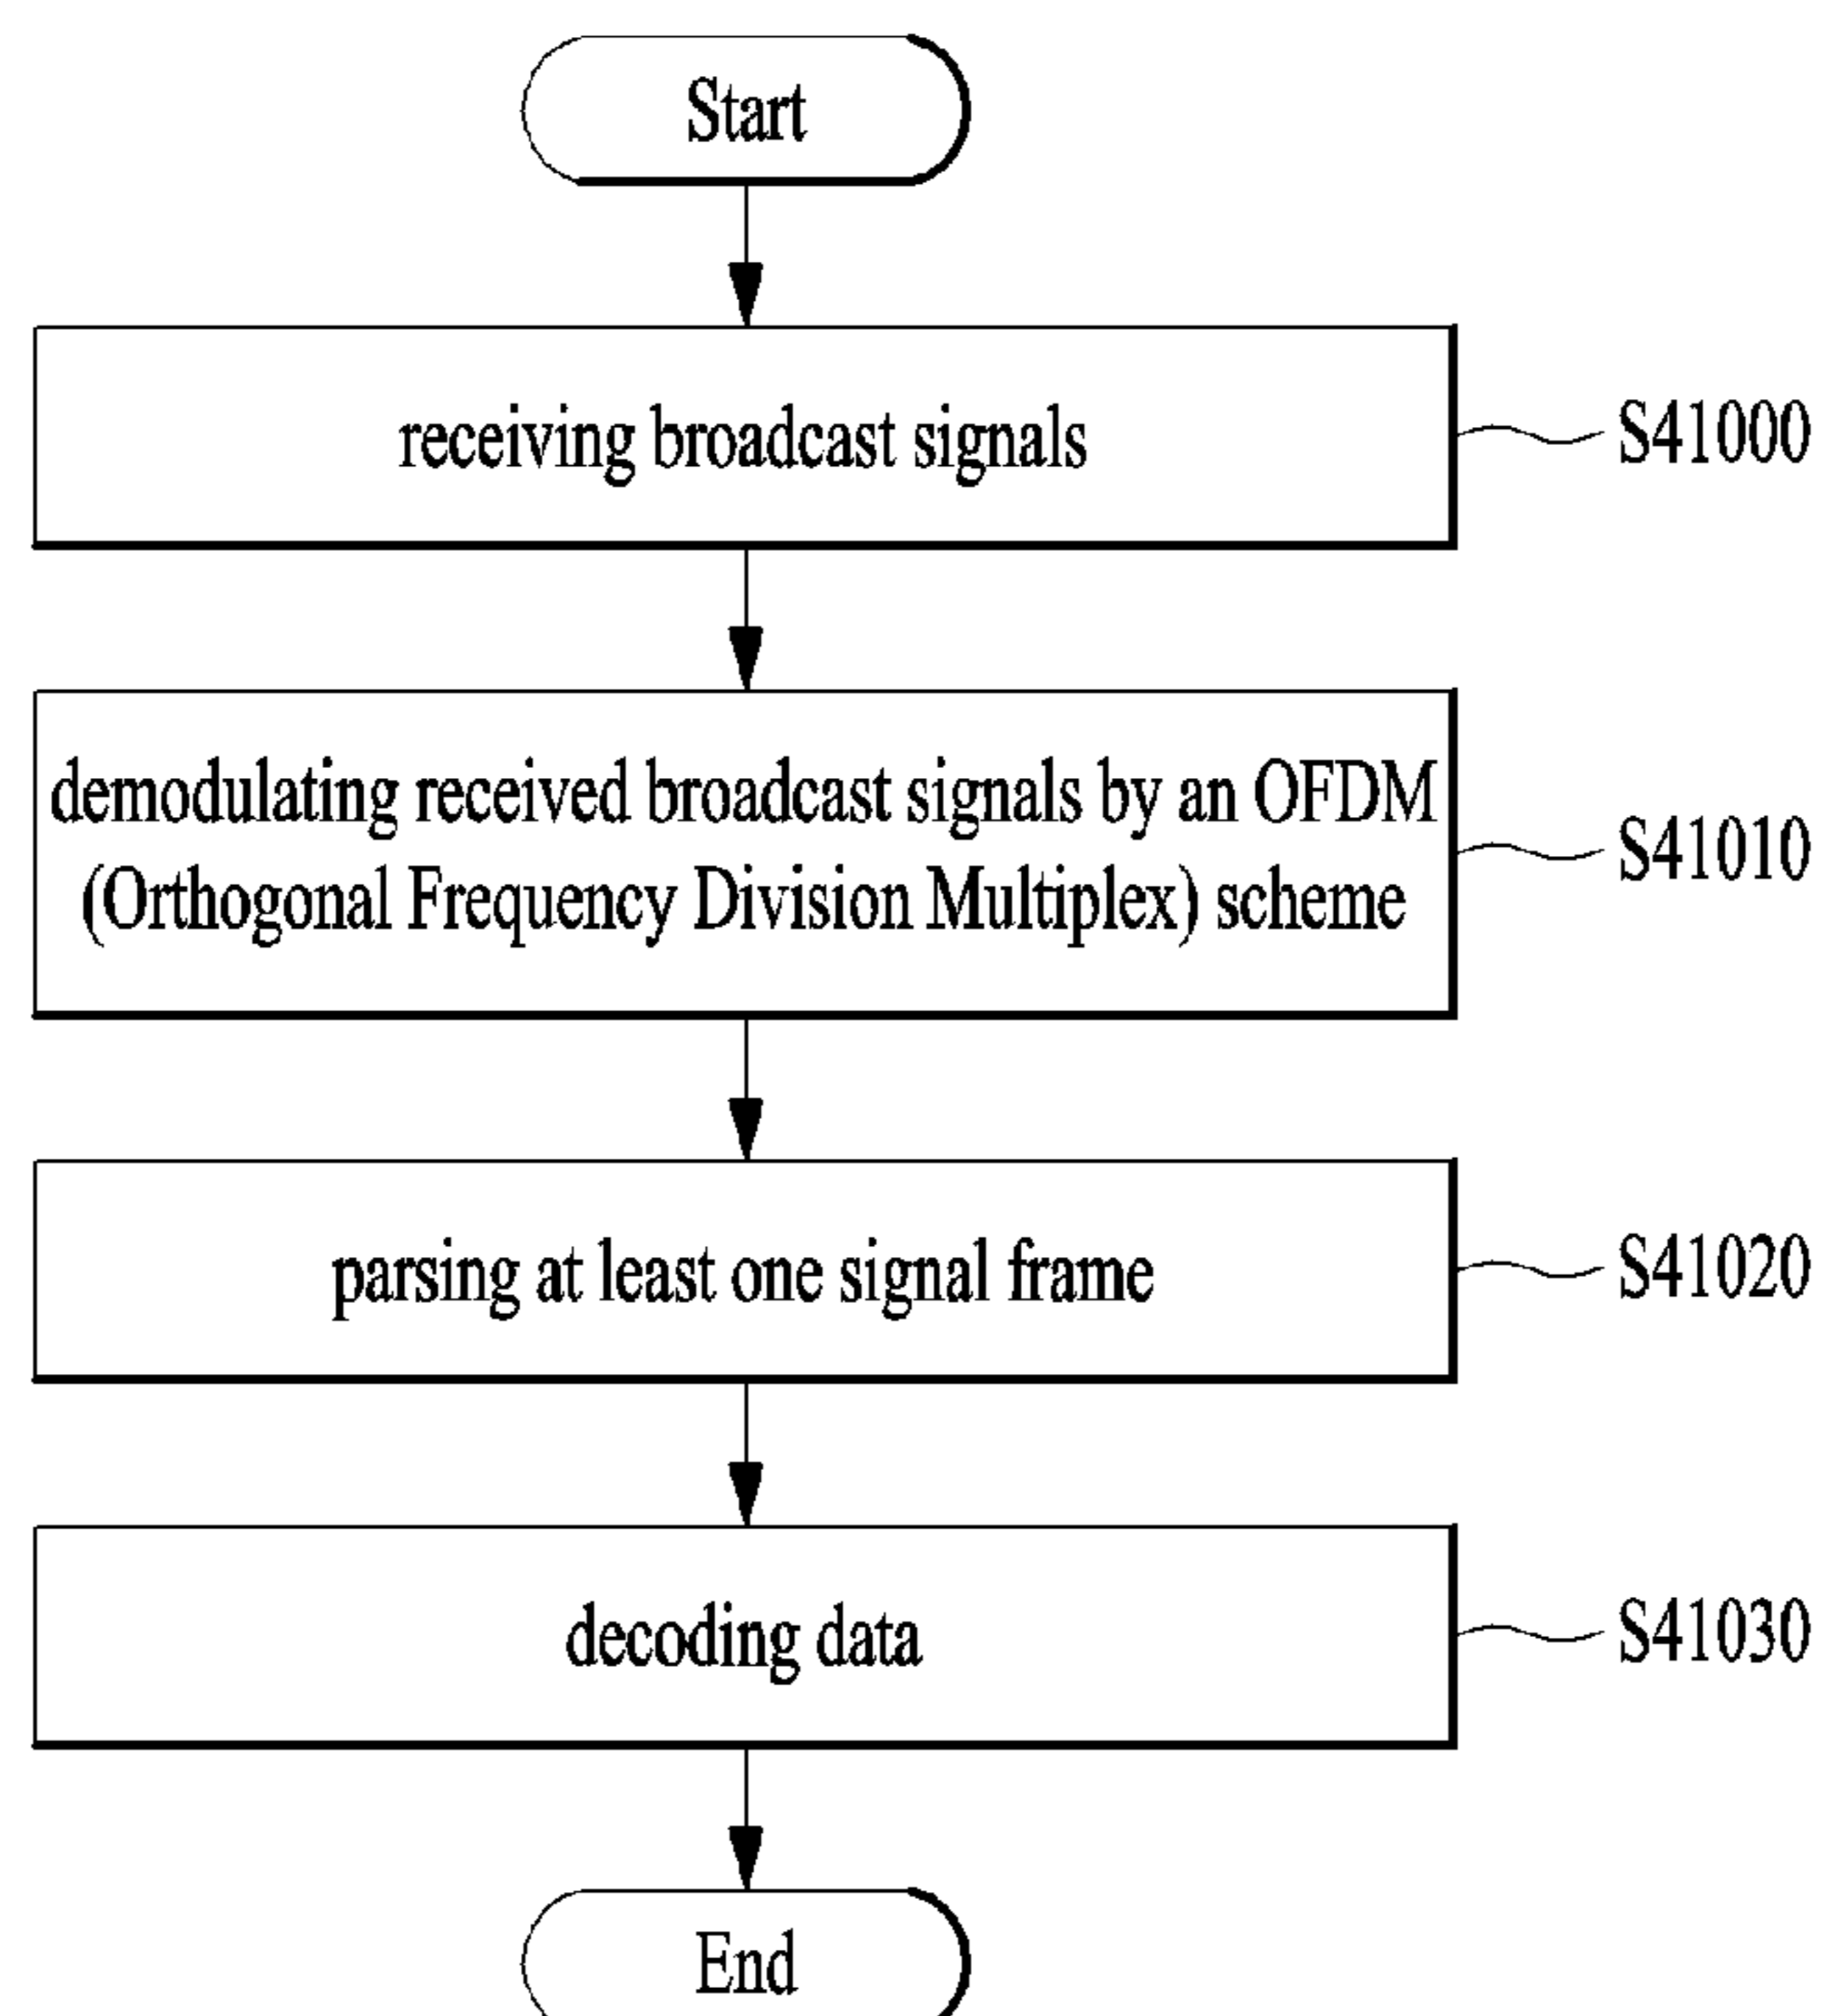 Start
receiving broadcast signals
S41000
demodulating received broadcast signals by an OFDM
(Orthogonal Frequency Division Multiplex) scheme
S41010
parsing at least one signal frame
S41020
decoding data
S41030
End